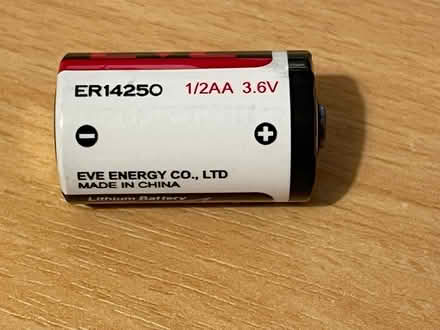 ER14250 1/2AA 3.6V
EVE ENERGY CO., LTD
MADE IN CHINA
Lithium Battery